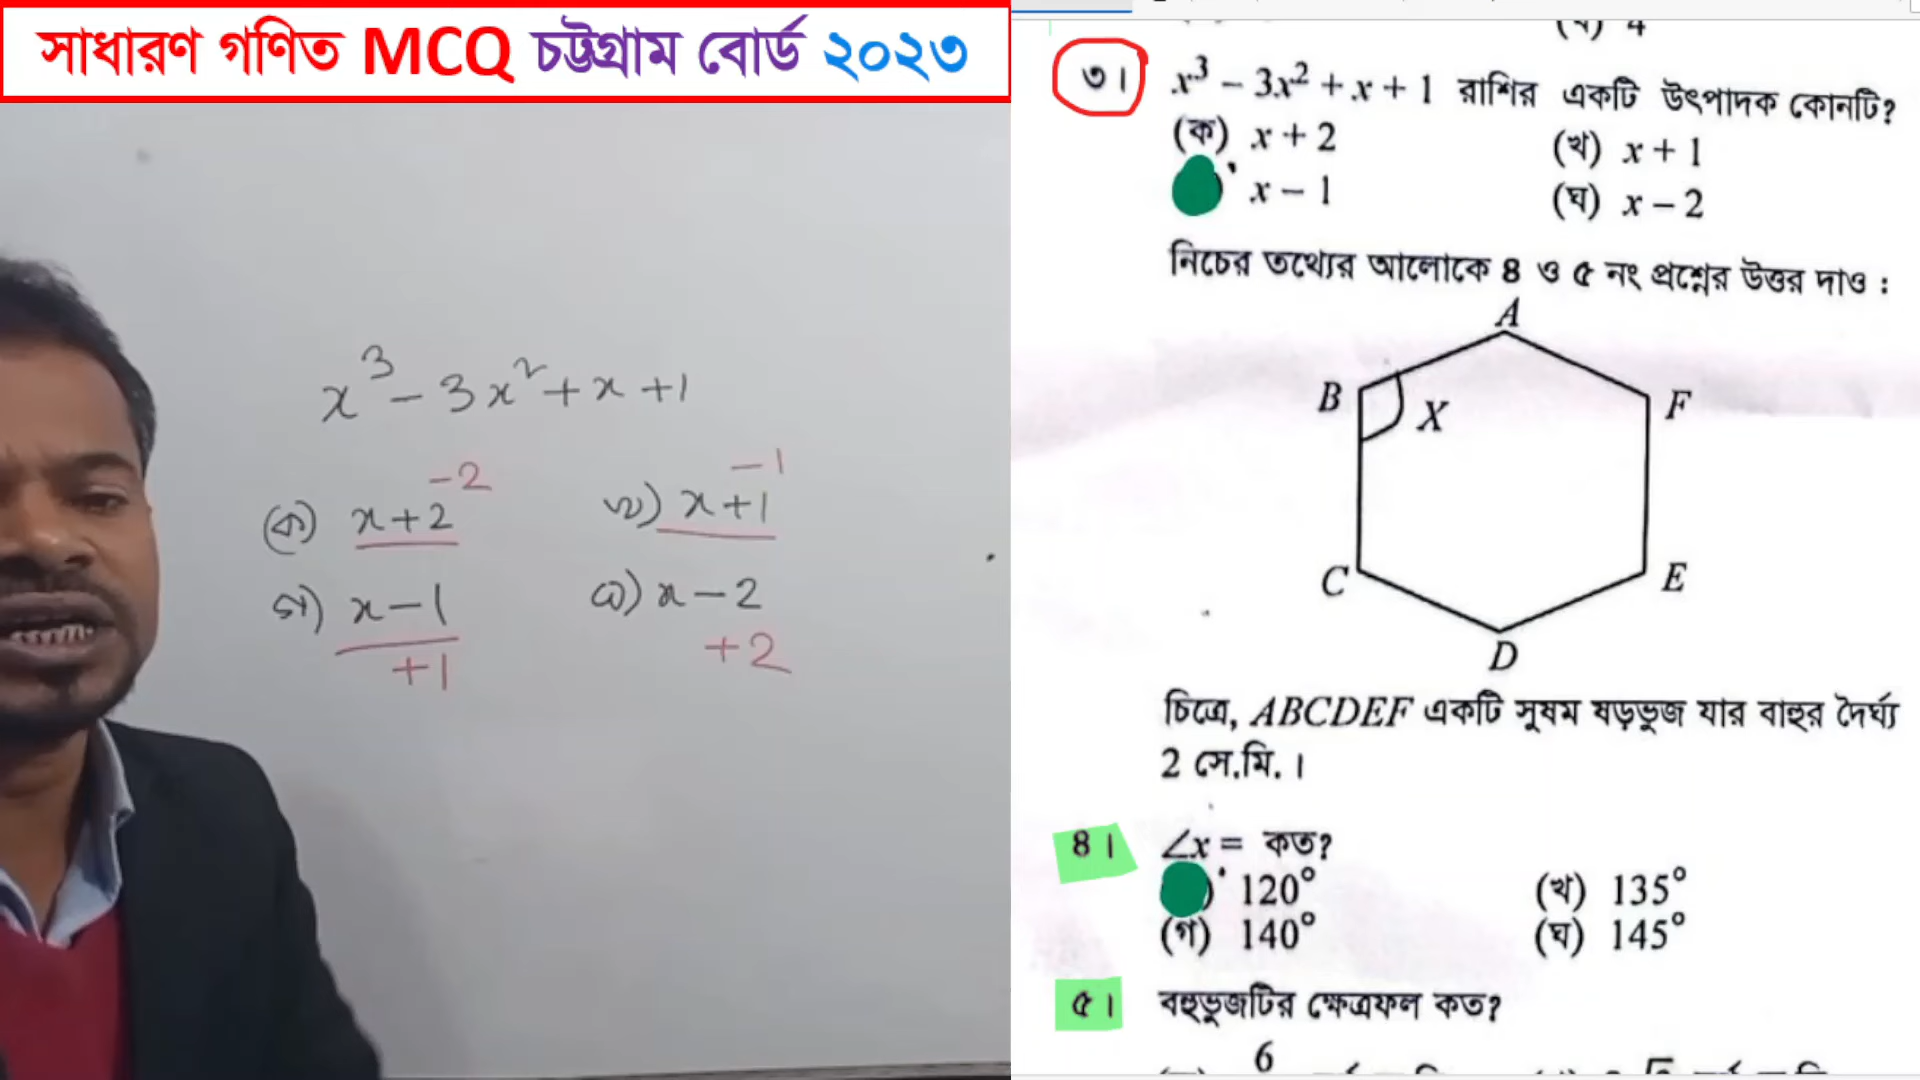 সাধারণ গণিত MCQ চট্টগ্রাম বোর্ড ২০২৩
x³ - 3x² + x + 1
-2
-1
(ক) x+2
খ) x+1
গ) x-1
ঘ) x-2
+1
+2
(ঘ) 4
৩। x³ - 3x² + x + 1 রাশির একটি উৎপাদক কোনটি?
(ক) x + 2
(খ) x + 1
x - 1
(ঘ) x - 2
নিচের তথ্যের আলোকে ৪ ও ৫ নং প্রশ্নের উত্তর দাও :
A
B
X
F
C
E
D
চিত্রে, ABCDEF একটি সুষম ষড়ভুজ যার বাহুর দৈর্ঘ্য
2 সে.মি. ।
৪। ∠x = কত?
120°
(খ) 135°
(গ) 140°
(ঘ) 145°
৫। বহুভুজটির ক্ষেত্রফল কত?
6